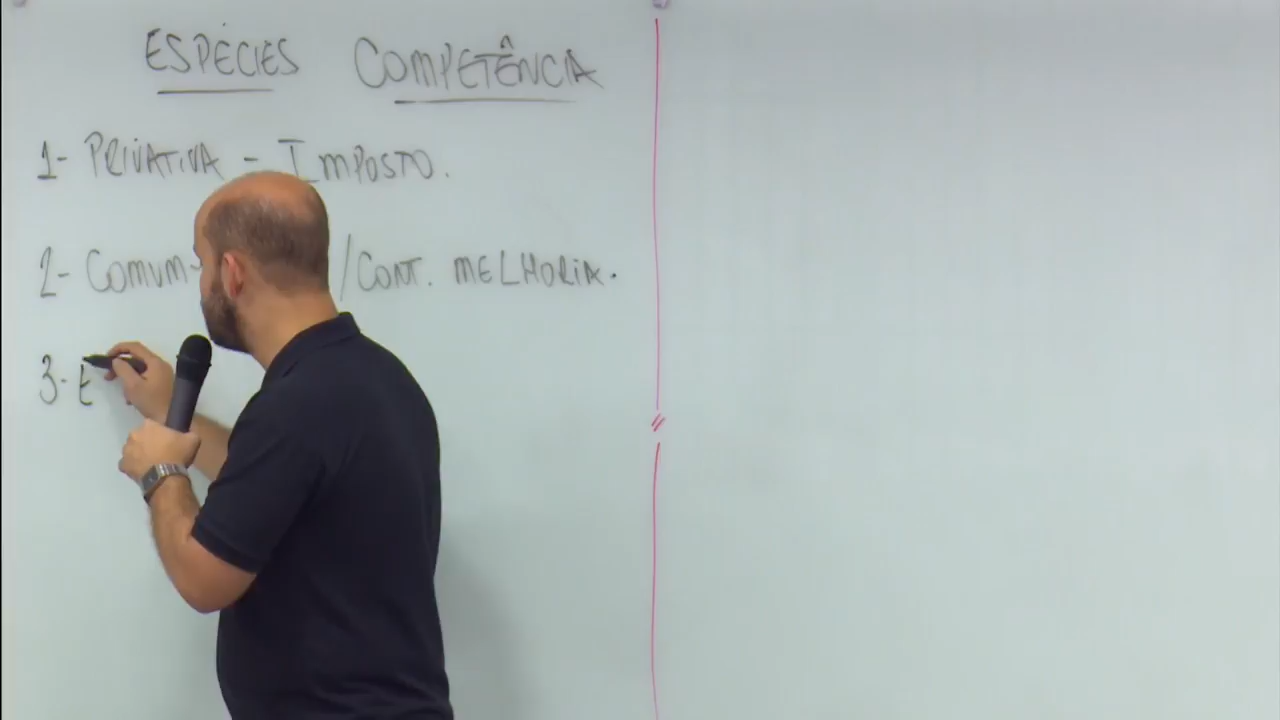 ESPÉCIES COMPETÊNCIA
1- PRIVATIVA - IMPOSTO.
2- COMUM- /CONT. MELHORIA.
3- E